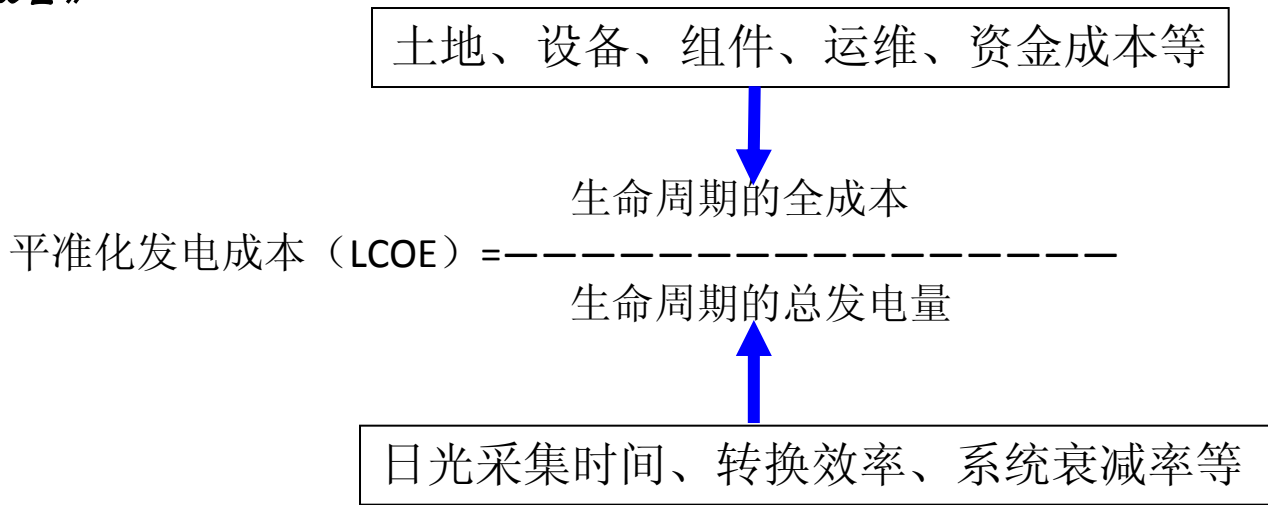 土地、设备、组件、运维、资金成本等
生命周期的全成本
平准化发电成本（LCOE）=————————————————
生命周期的总发电量
日光采集时间、转换效率、系统衰减率等